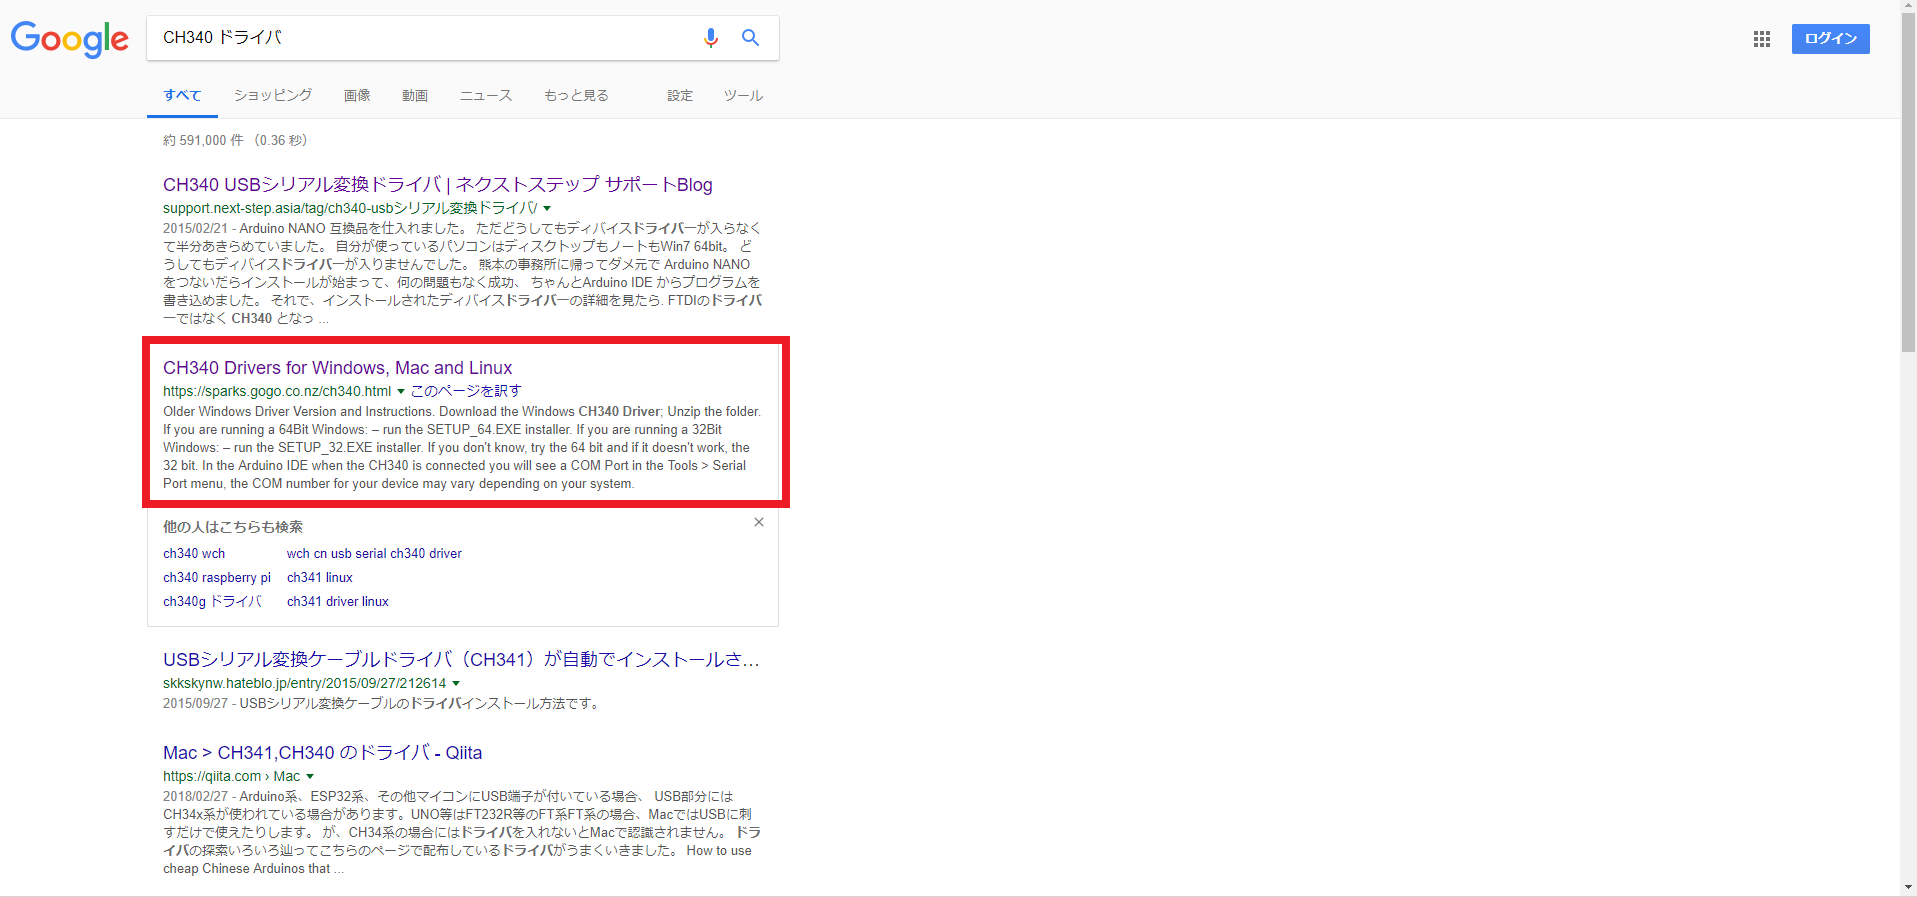 Google
CH340 ドライバ
ログイン
すべて ショッピング 画像 動画 ニュース もっと見る 設定 ツール
約 591,000 件 （0.36 秒）
CH340 USBシリアル変換ドライバ | ネクストステップ サポートBlog
support.next-step.asia/tag/ch340-usbシリアル変換ドライバ/
2015/02/21 - Arduino NANO 互換品を仕入れました。 ただどうしてもディバイスドライバーが入らなく
て半分あきらめていました。 自分が使っているパソコンはディスクトップもノートもWin7 64bit。 ど
うしてもディバイスドライバーが入りませんでした。 熊本の事務所に帰ってダメ元で Arduino NANO
をつないだらインストールが始まって、何の問題もなく成功、 ちゃんとArduino IDE からプログラムを
書き込めました。 それで、インストールされたディバイスドライバーの詳細を見たら. FTDIのドライバ
ーではなく CH340 となっ ...
CH340 Drivers for Windows, Mac and Linux
https://sparks.gogo.co.nz/ch340.html このページを訳す
Older Windows Driver Version and Instructions. Download the Windows CH340 Driver; Unzip the folder.
If you are running a 64Bit Windows: – run the SETUP_64.EXE installer. If you are running a 32Bit
Windows: – run the SETUP_32.EXE installer. If you don't know, try the 64 bit and if it doesn't work, the
32 bit. In the Arduino IDE when the CH340 is connected you will see a COM Port in the Tools > Serial
Port menu, the COM number for your device may vary depending on your system.
他の人はこちらも検索
ch340 wch wch cn usb serial ch340 driver
ch340 raspberry pi ch341 linux
ch340g ドライバ ch341 driver linux
USBシリアル変換ケーブルドライバ（CH341）が自動でインストールさ...
skkskynw.hateblo.jp/entry/2015/09/27/212614
2015/09/27 - USBシリアル変換ケーブルのドライバインストール方法です。
Mac > CH341,CH340 のドライバ - Qiita
https://qiita.com › Mac
2018/02/27 - Arduino系、ESP32系、その他マイコンにUSB端子が付いている場合、 USB部分には
CH34x系が使われている場合があります。UNO等はFT232R等のFT系FT系の場合、MacではUSBに刺
すだけで使えたりします。 が、CH34系の場合にはドライバを入れないとMacで認識されません。 ドラ
イバの探索いろいろ辿ってこちらのページで配布しているドライバがうまくいきました。 How to use
cheap Chinese Arduinos that ...